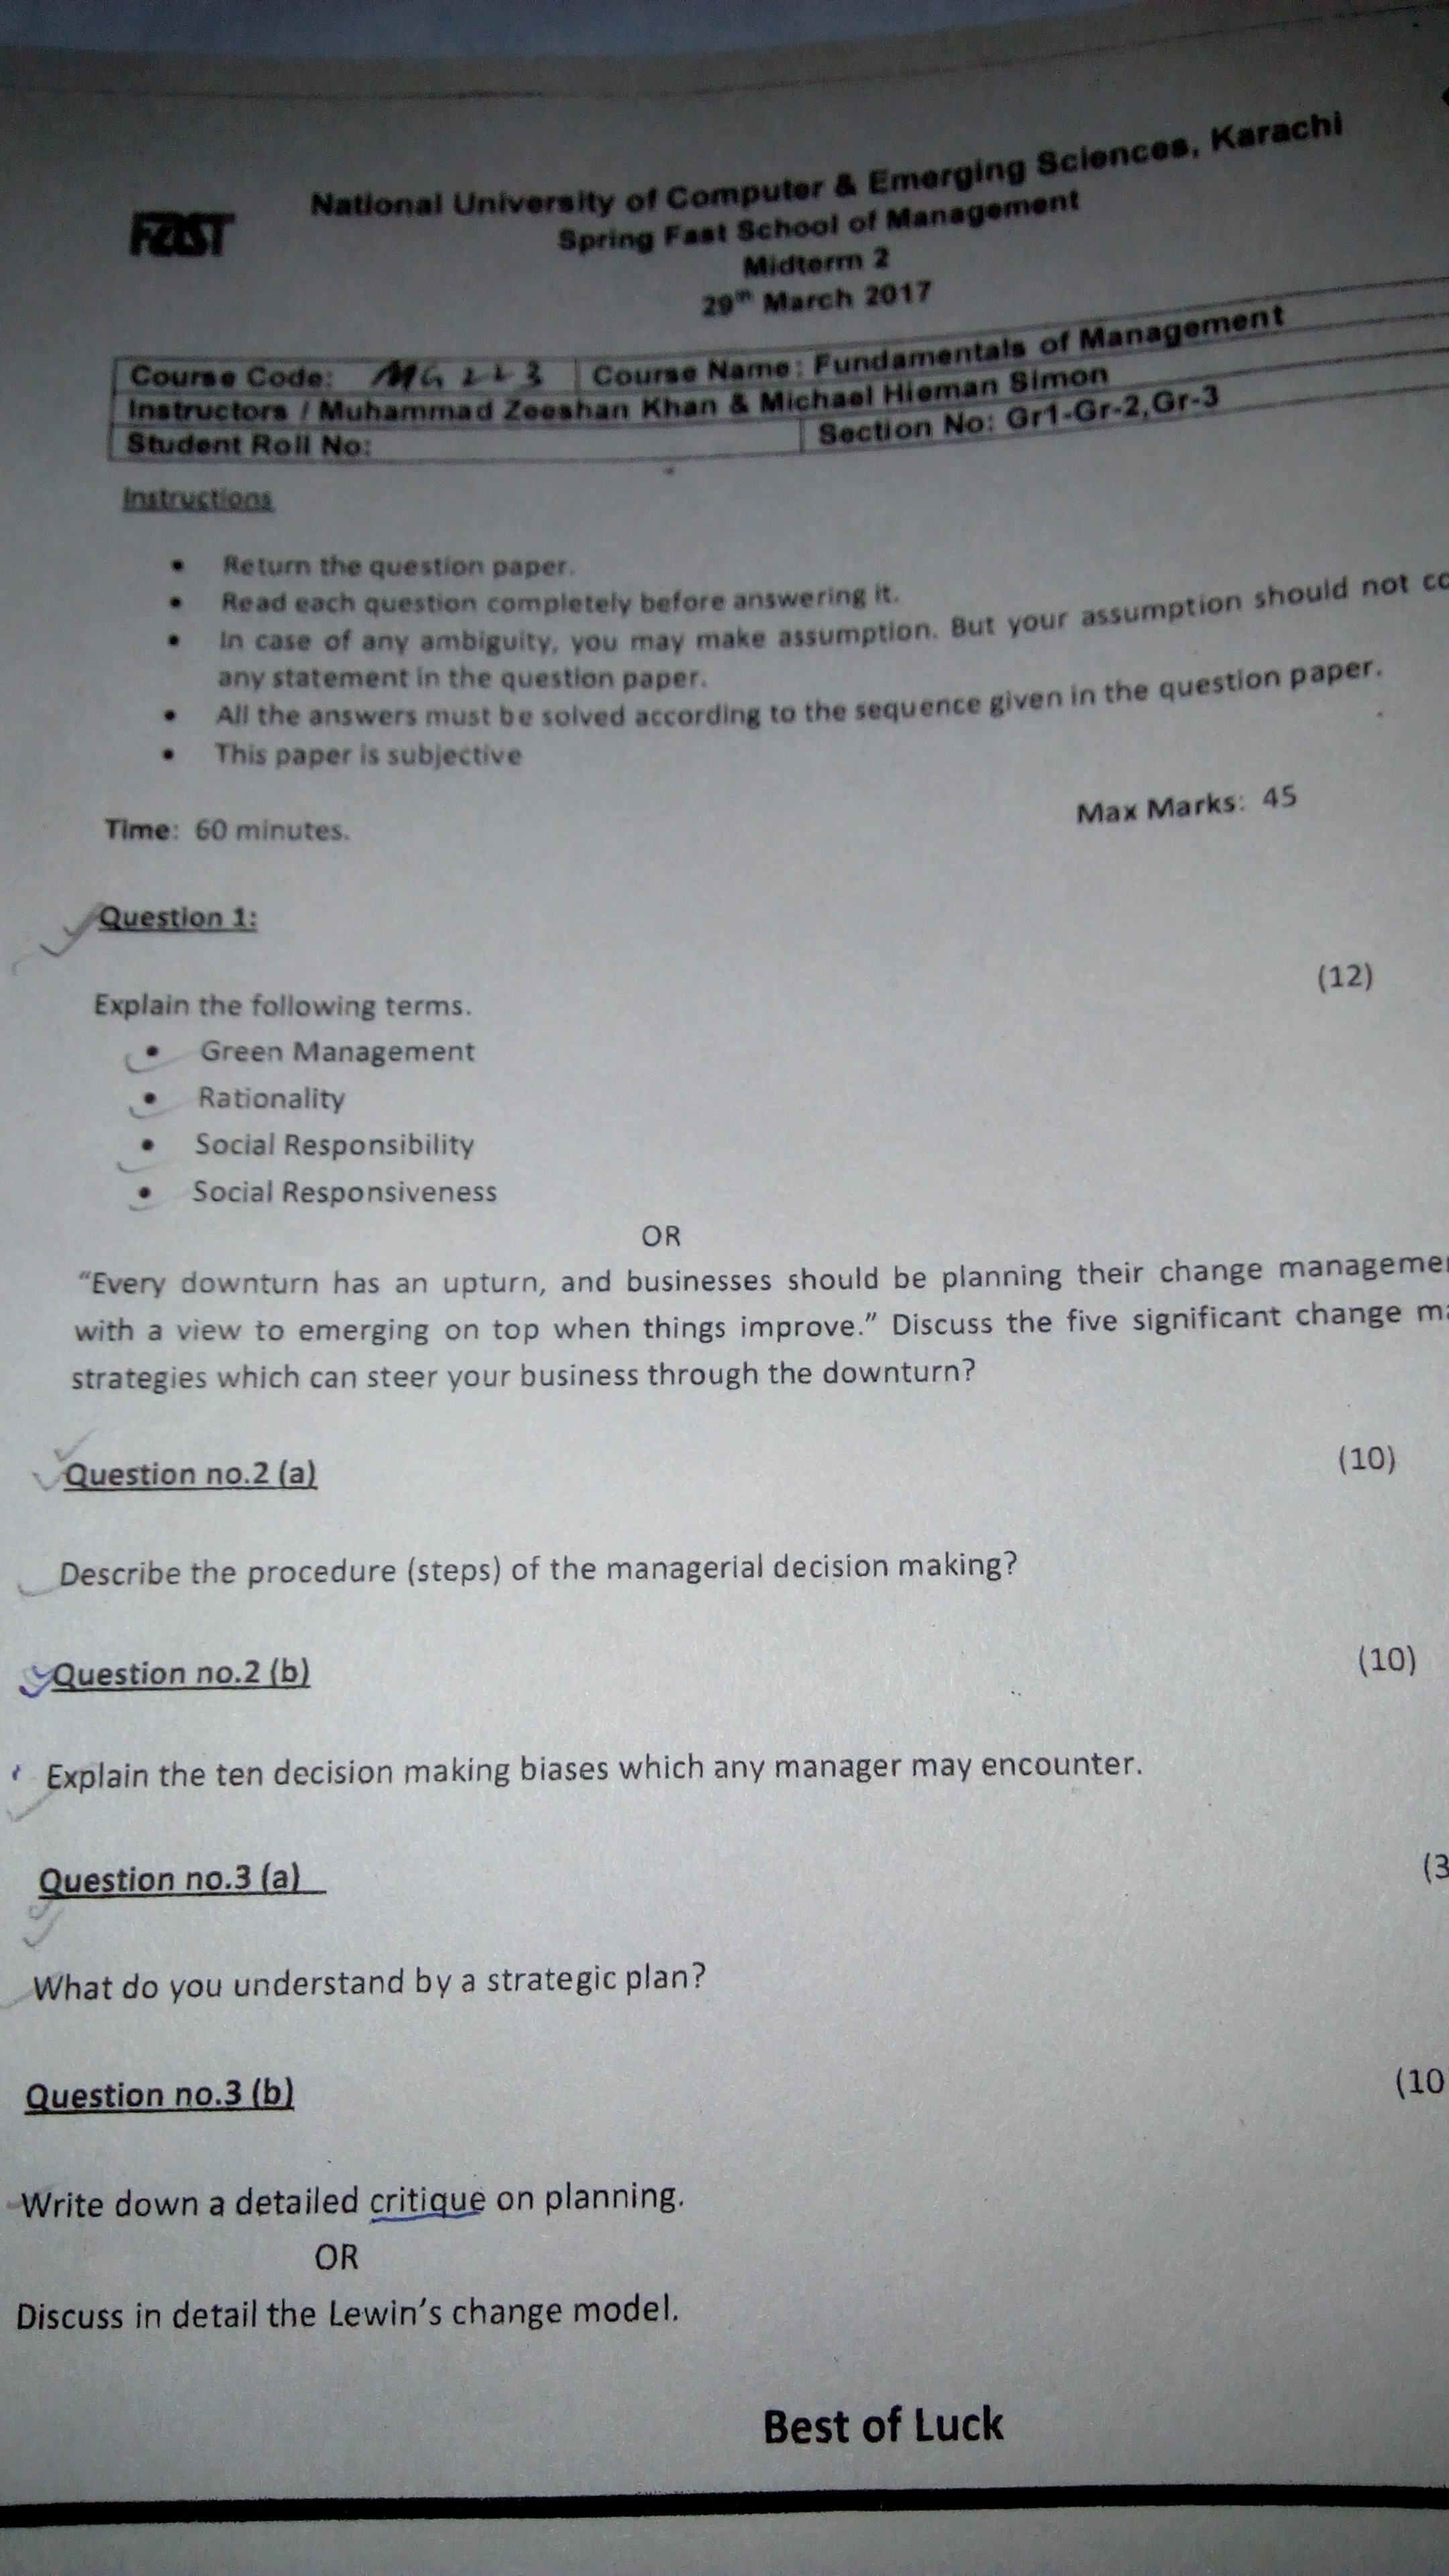 National University of Computer & Emerging Sciences, Karachi
FAST
Spring Fast School of Management
Midterm 2
29th March 2017
Course Code: MG 223 Course Name: Fundamentals of Management
Instructors / Muhammad Zeeshan Khan & Michael Hieman Simon
Student Roll No: Section No: Gr1-Gr-2,Gr-3
Instructions
• Return the question paper.
• Read each question completely before answering it.
• In case of any ambiguity, you may make assumption. But your assumption should not
any statement in the question paper.
• All the answers must be solved according to the sequence given in the question paper.
• This paper is subjective
Time: 60 minutes. Max Marks: 45
Question 1:
(12)
Explain the following terms.
• Green Management
• Rationality
• Social Responsibility
• Social Responsiveness
OR
“Every downturn has an upturn, and businesses should be planning their change
with a view to emerging on top when things improve.” Discuss the five significant change
strategies which can steer your business through the downturn?
Question no.2 (a) (10)
Describe the procedure (steps) of the managerial decision making?
Question no.2 (b) (10)
Explain the ten decision making biases which any manager may encounter.
Question no.3 (a) (3
What do you understand by a strategic plan?
Question no.3 (b) (10
Write down a detailed critique on planning.
OR
Discuss in detail the Lewin’s change model.
Best of Luck